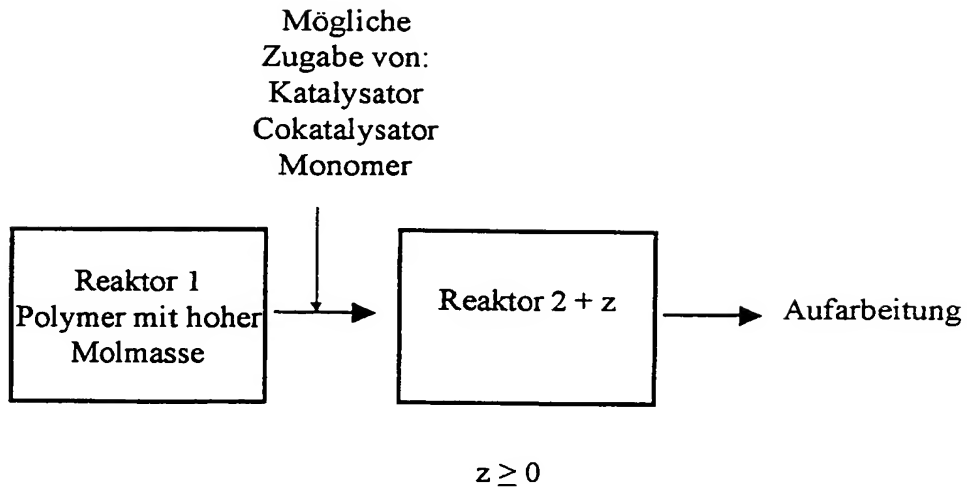 Mögliche
Zugabe von:
Katalysator
Cokatalysator
Monomer
Reaktor 1
Polymer mit hoher
Molmasse
Reaktor 2 + z
Aufarbeitung
z ≥ 0